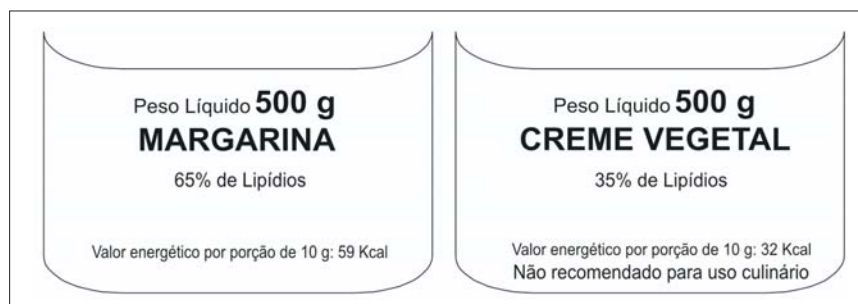 Peso Líquido 500 g
MARGARINA
65% de Lipídios
Valor energético por porção de 10 g: 59 Kcal
Peso Líquido 500 g
CREME VEGETAL
35% de Lipídios
Valor energético por porção de 10 g: 32 Kcal
Não recomendado para uso culinário